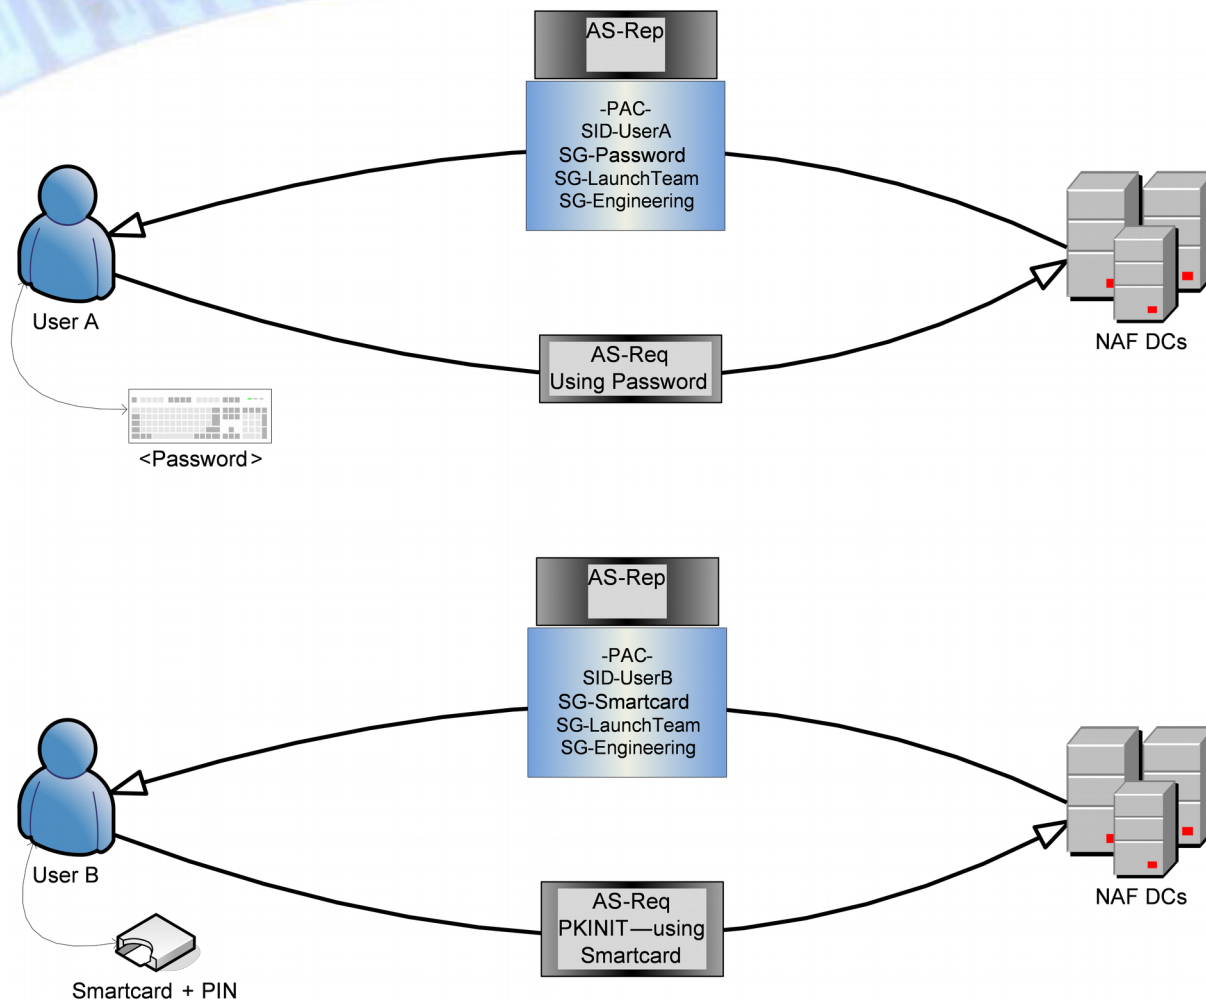 AS-Rep
-PAC-
SID-UserA
SG-Password
SG-LaunchTeam
SG-Engineering
User A
NAF DCs
AS-Req
Using Password
<Password>
AS-Rep
-PAC-
SID-UserB
SG-Smartcard
SG-LaunchTeam
SG-Engineering
User B
NAF DCs
AS-Req
PKINIT—using
Smartcard
Smartcard + PIN